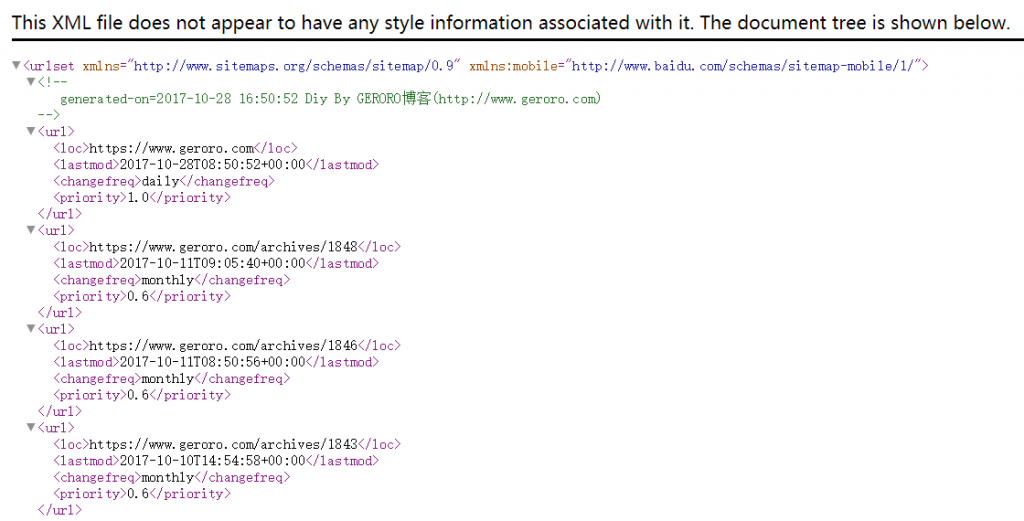 This XML file does not appear to have any style information associated with it. The document tree is shown below.
▼<urlset xmlns="http://www.sitemaps.org/schemas/sitemap/0.9" xmlns:mobile="http://www.baidu.com/schemas/sitemap-mobile/1/">
▼<!--
generated-on=2017-10-28 16:50:52 Diy By GERORO博客(http://www.geroro.com)
-->
▼<url>
<loc>https://www.geroro.com</loc>
<lastmod>2017-10-28T08:50:52+00:00</lastmod>
<changefreq>daily</changefreq>
<priority>1.0</priority>
</url>
▼<url>
<loc>https://www.geroro.com/archives/1848</loc>
<lastmod>2017-10-11T09:05:40+00:00</lastmod>
<changefreq>monthly</changefreq>
<priority>0.6</priority>
</url>
▼<url>
<loc>https://www.geroro.com/archives/1846</loc>
<lastmod>2017-10-11T08:50:56+00:00</lastmod>
<changefreq>monthly</changefreq>
<priority>0.6</priority>
</url>
▼<url>
<loc>https://www.geroro.com/archives/1843</loc>
<lastmod>2017-10-10T14:54:58+00:00</lastmod>
<changefreq>monthly</changefreq>
<priority>0.6</priority>
</url>